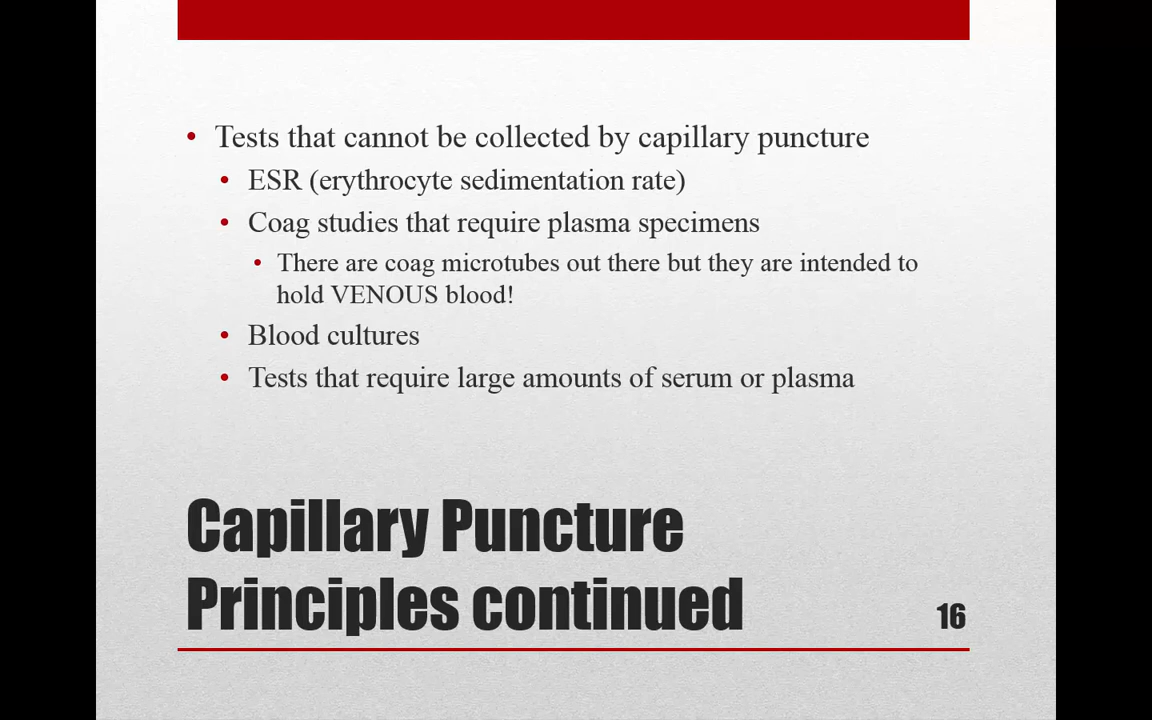 • Tests that cannot be collected by capillary puncture
• ESR (erythrocyte sedimentation rate)
• Coag studies that require plasma specimens
• There are coag microtubes out there but they are intended to
hold VENOUS blood!
• Blood cultures
• Tests that require large amounts of serum or plasma
Capillary Puncture
Principles continued
16